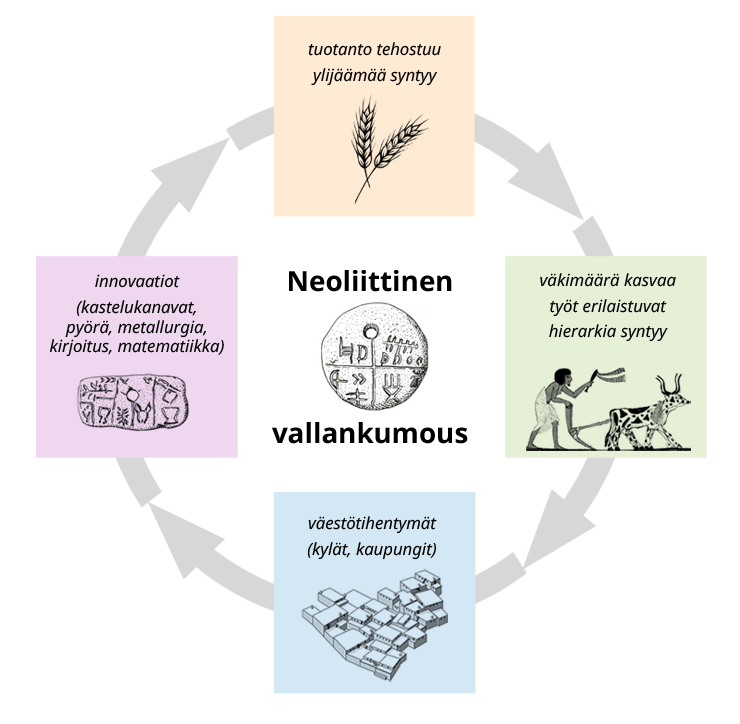 tuotanto tehostuu
ylijäämää syntyy
väkimäärä kasvaa
työt erilaistuvat
hierarkia syntyy
väestötihentymät
(kylät, kaupungit)
innovaatiot
(kastelukanavat,
pyörä, metallurgia,
kirjoitus, matematiikka)
Neoliittinen
vallankumous